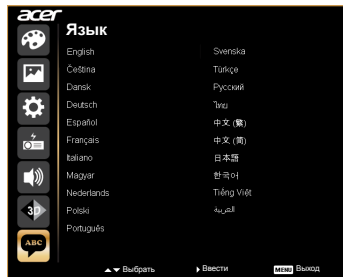 acer
Язык
English
Čeština
Dansk
Deutsch
Español
Français
Italiano
Magyar
Nederlands
Polski
Português
Svenska
Türkçe
Русский
ไทย
中文 (繁)
中文 (简)
日本語
한국어
Tiếng Việt
العربية
3D
ABC
▲▼ Выбрать ▶ Ввести MENU Выход